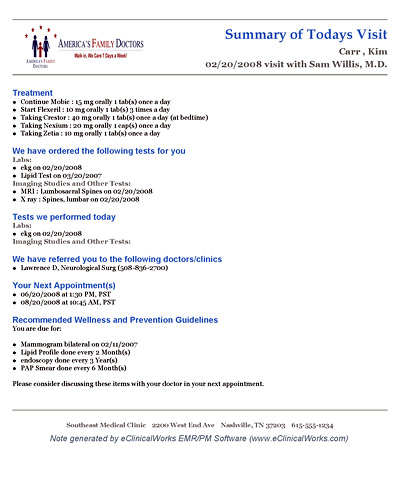 Summary of Todays Visit
AMERICA'S FAMILY DOCTORS
Walk in, We Care 7 Days a Week!
Carr , Kim
02/20/2008 visit with Sam Willis, M.D.
Treatment
• Continue Mobic : 15 mg orally 1 tab(s) once a day
• Start Flexeril : 10 mg orally 1 tab(s) 3 times a day
• Taking Crestor : 40 mg orally 1 tab(s) once a day (at bedtime)
• Taking Nexium : 20 mg orally 1 cap(s) once a day
• Taking Zetia : 10 mg orally 1 tab(s) once a day
We have ordered the following tests for you
Labs:
• ekg on 02/20/2008
• Lipid Test on 03/20/2007
Imaging Studies and Other Tests:
• MRI : Lumbosacral Spines on 02/20/2008
• X ray : Spines, lumbar on 02/20/2008
Tests we performed today
Labs:
• ekg on 02/20/2008
Imaging Studies and Other Tests:
We have referred you to the following doctors/clinics
• Lawrence D, Neurological Surg (508-836-2700)
Your Next Appointment(s)
• 06/20/2008 at 1:30 PM, PST
• 08/20/2008 at 10:45 AM, PST
Recommended Wellness and Prevention Guidelines
You are due for:
• Mammogram bilateral on 02/11/2007
• Lipid Profile done every 2 Month(s)
• endoscopy done every 3 Year(s)
• PAP Smear done every 6 Month(s)
Please consider discussing these items with your doctor in your next appointment.
Southeast Medical Clinic 2200 West End Ave Nashville, TN 37203 615-555-1234
Note generated by eClinicalWorks EMR/PM Software (www.eClinicalWorks.com)